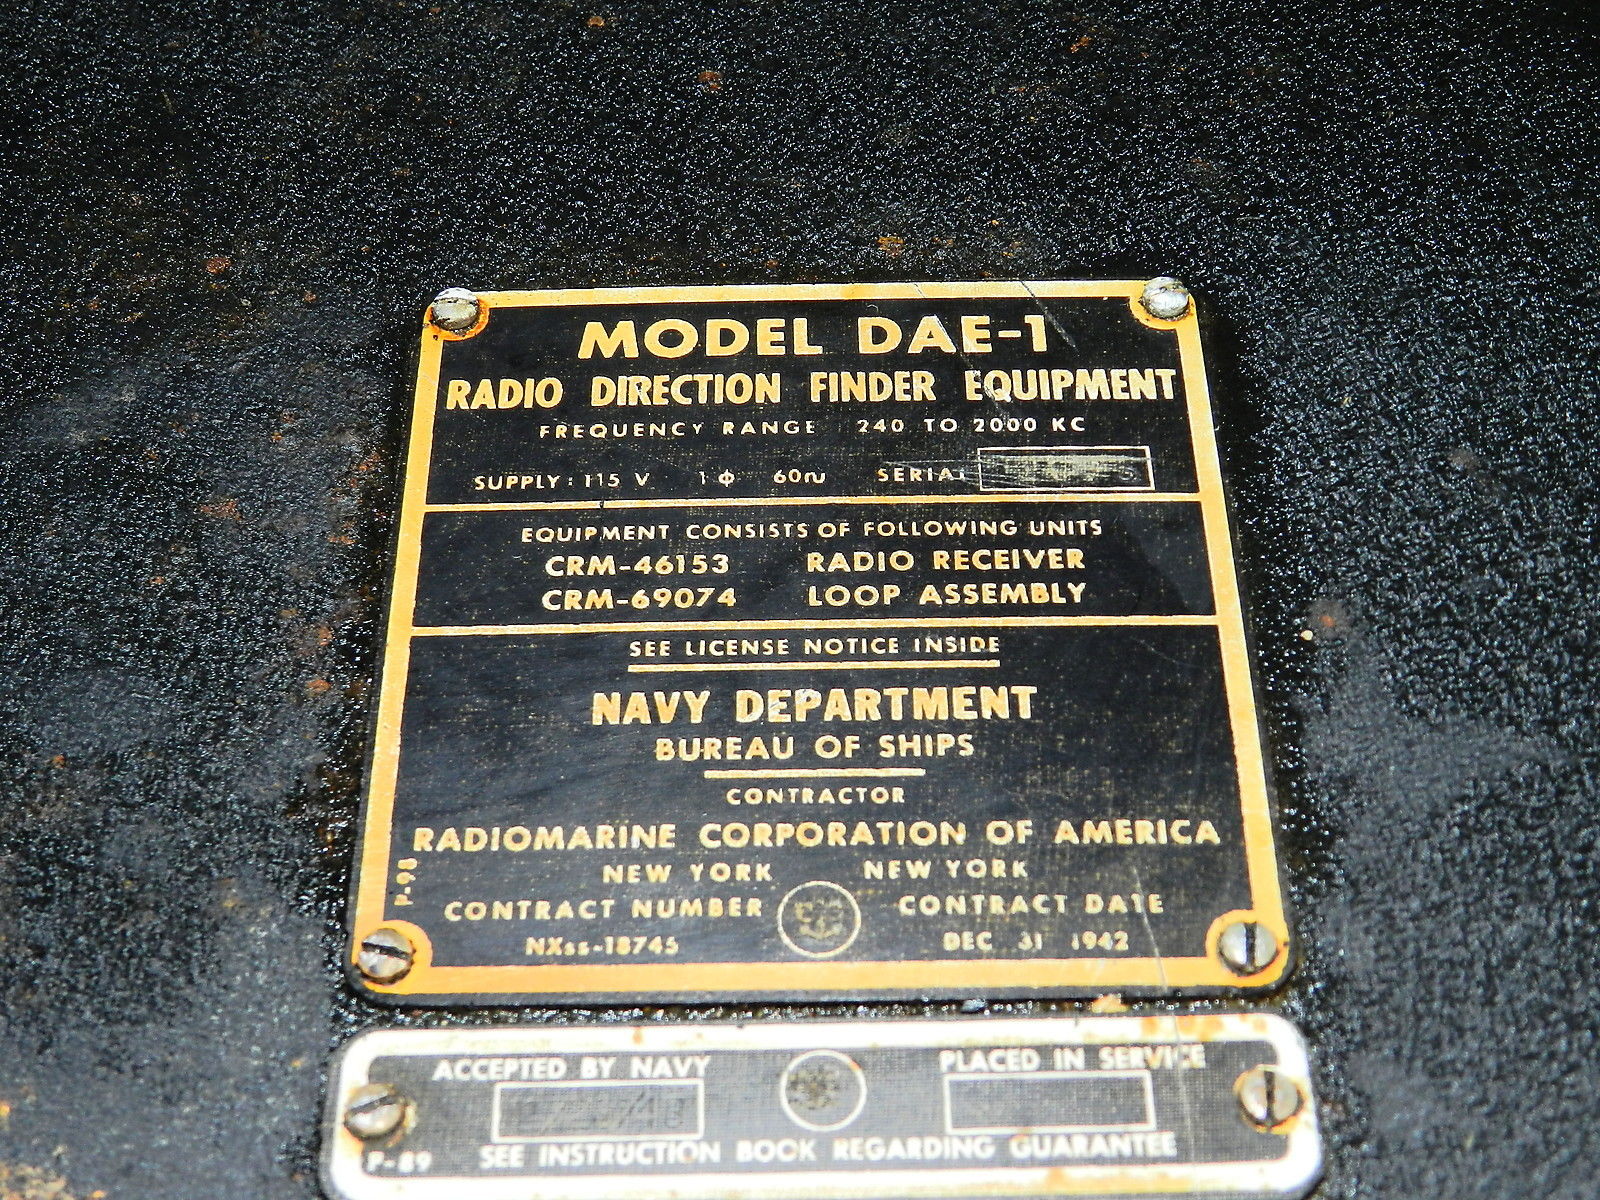 MODEL DAE-1
RADIO DIRECTION FINDER EQUIPMENT
FREQUENCY RANGE 240 TO 2000 KC
SUPPLY: 115 V 1 Φ 60∿ SERIAL
EQUIPMENT CONSISTS OF FOLLOWING UNITS
CRM-46153 RADIO RECEIVER
CRM-69074 LOOP ASSEMBLY
SEE LICENSE NOTICE INSIDE
NAVY DEPARTMENT
BUREAU OF SHIPS
CONTRACTOR
RADIOMARINE CORPORATION OF AMERICA
NEW YORK NEW YORK
CONTRACT NUMBER CONTRACT DATE
NXss-18745 DEC 31 1942
P-98
ACCEPTED BY NAVY PLACED IN SERVICE
P-89 SEE INSTRUCTION BOOK REGARDING GUARANTEE